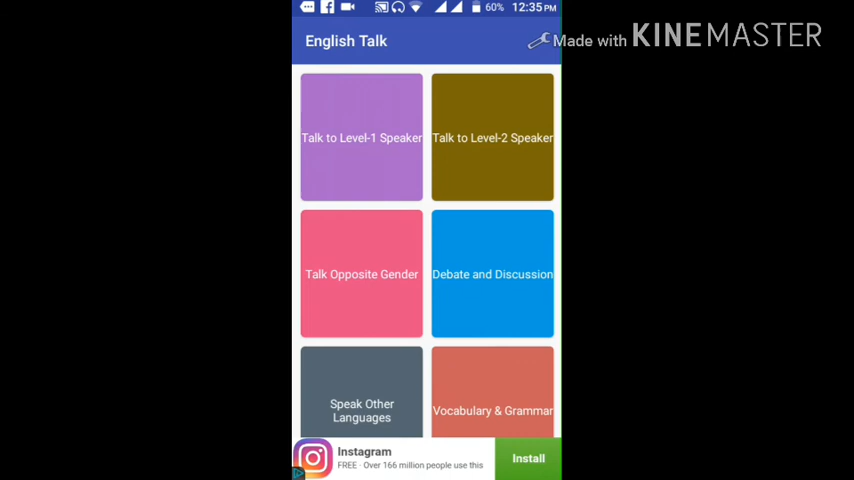 60% 12:35 PM
English Talk
Made with KINEMASTER
Talk to Level-1 Speaker
Talk to Level-2 Speaker
Talk Opposite Gender
Debate and Discussion
Speak Other
Languages
Vocabulary & Grammar
Instagram
FREE · Over 166 million people use this
Install